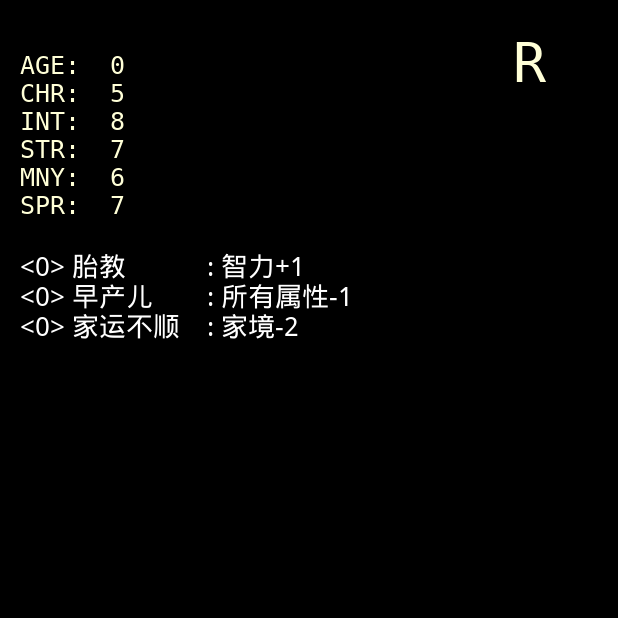 R
AGE: 0
CHR: 5
INT: 8
STR: 7
MNY: 6
SPR: 7
<0> 胎教 : 智力+1
<0> 早产儿 : 所有属性-1
<0> 家运不顺 : 家境-2